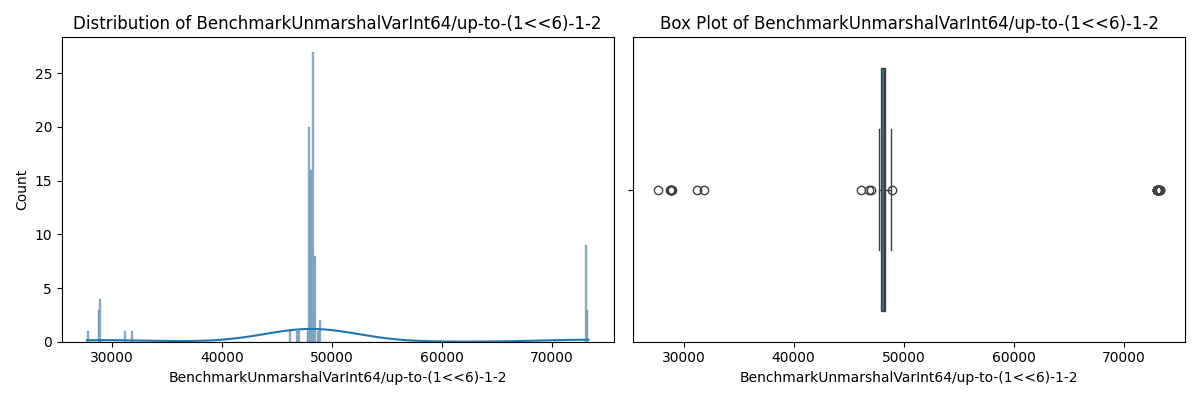 Distribution of BenchmarkUnmarshalVarInt64/up-to-(1<<6)-1-2
Count
25
20
15
10
5
0
30000 40000 50000 60000 70000
BenchmarkUnmarshalVarInt64/up-to-(1<<6)-1-2
Box Plot of BenchmarkUnmarshalVarInt64/up-to-(1<<6)-1-2
30000 40000 50000 60000 70000
BenchmarkUnmarshalVarInt64/up-to-(1<<6)-1-2